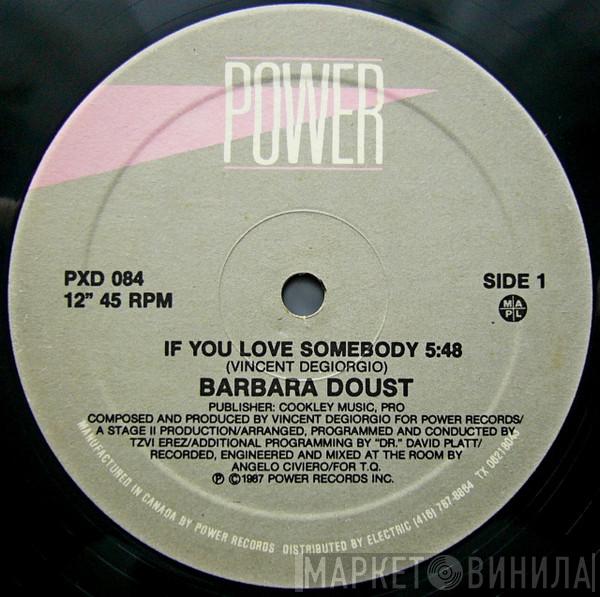 POWER
PXD 084
12" 45 RPM
SIDE 1
MA
PL
IF YOU LOVE SOMEBODY 5:48
(VINCENT DEGIORGIO)
BARBARA DOUST
PUBLISHER: COOKLEY MUSIC, PRO
COMPOSED AND PRODUCED BY VINCENT DEGIORGIO FOR POWER RECORDS/
A STAGE II PRODUCTION/ARRANGED, PROGRAMMED AND CONDUCTED BY
TZVI EREZ/ADDITIONAL PROGRAMMING BY "DR." DAVID PLATT/
RECORDED, ENGINEERED AND MIXED AT THE ROOM BY
ANGELO CIVIERO/FOR T.Q.
℗ ©1987 POWER RECORDS INC.
MANUFACTURED IN CANADA BY POWER RECORDS DISTRIBUTED BY ELECTRIC (416) 767-8864 TX
МАРКЕТ ВИНИЛА